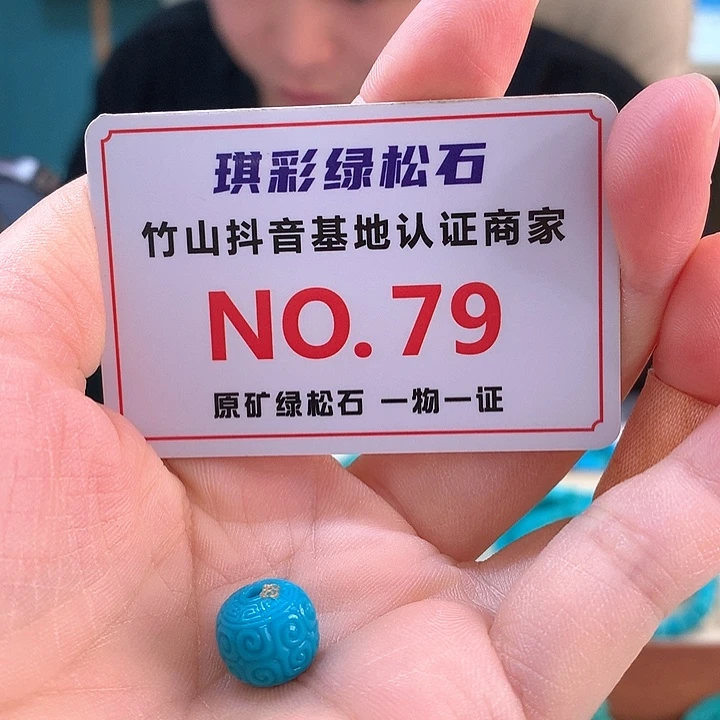 琪彩绿松石
竹山抖音基地认证商家
NO.79
原矿绿松石 一物一证